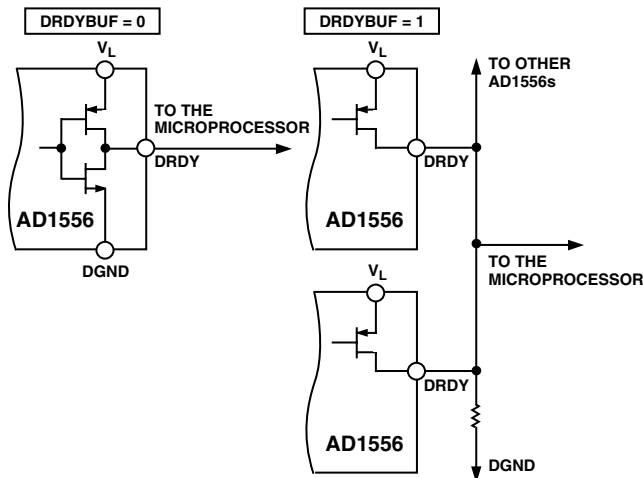 DRDYBUF = 0
V_L
TO THE
MICROPROCESSOR
DRDY
AD1556
DGND
DRDYBUF = 1
V_L
TO OTHER
AD1556s
DRDY
AD1556
TO THE
MICROPROCESSOR
V_L
DRDY
AD1556
DGND